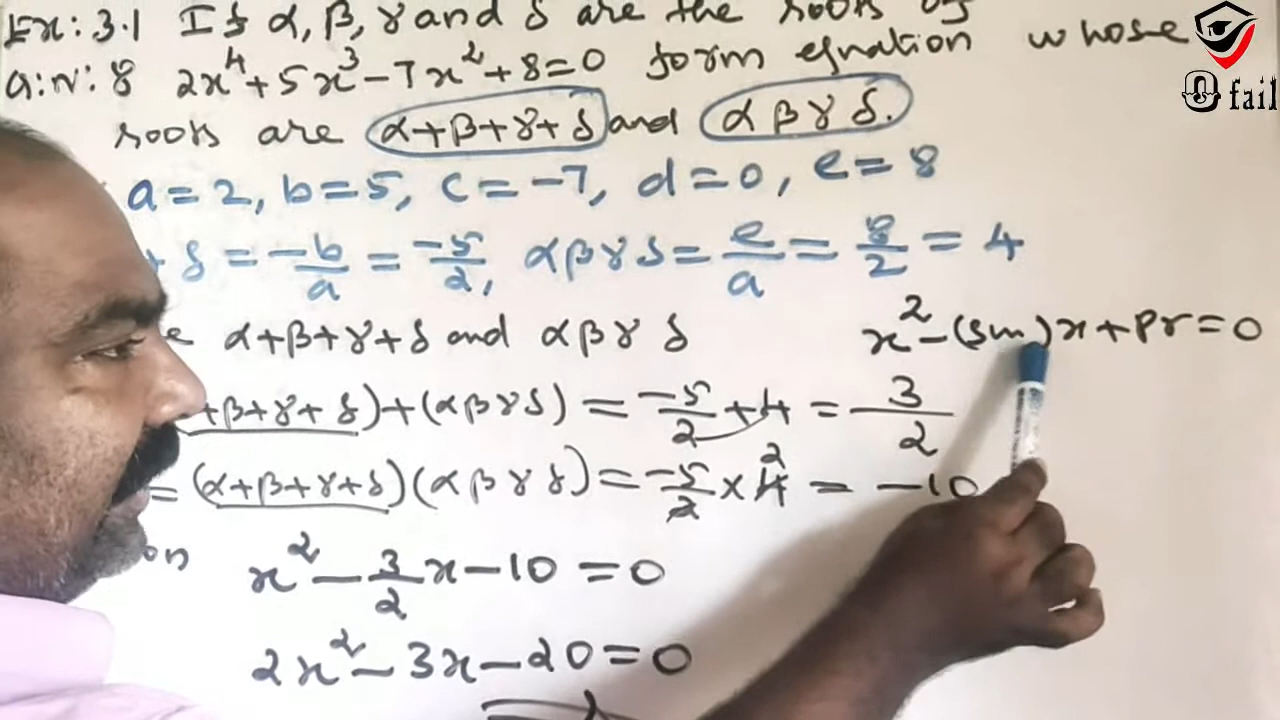 Ex: 3.1 If α, β, γ and δ are the roots of
Q:N: 8 2x⁴+5x³-7x²+8=0 form equation whose
roots are α+β+γ+δ and αβγδ.
0 fail
a=2, b=5, c=-7, d=0, e=8
+δ = -b/a = -5/2, αβγδ = e/a = 8/2 = 4
α+β+γ+δ and αβγδ
x²-(sm)x+Pr=0
+β+γ+δ)+(αβγδ) = -5/2+4 = 3/2
=(α+β+γ+δ)(αβγδ) = -5/2×4 2 = -10
x²-3/2x-10=0
2x²-3x-20=0